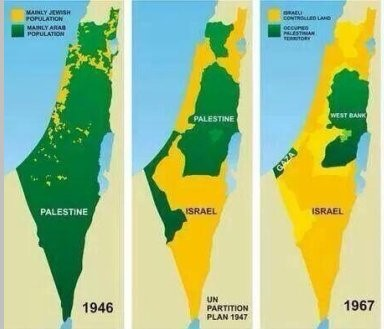 MAINLY JEWISH
POPULATION
MAINLY ARAB
POPULATION
PALESTINE
1946
PALESTINE
ISRAEL
UN
PARTITION
PLAN 1947
ISRAELI
CONTROLLED LAND
OCCUPIED
PALESTINIAN
TERRITORY
WEST BANK
GAZA
ISRAEL
1967